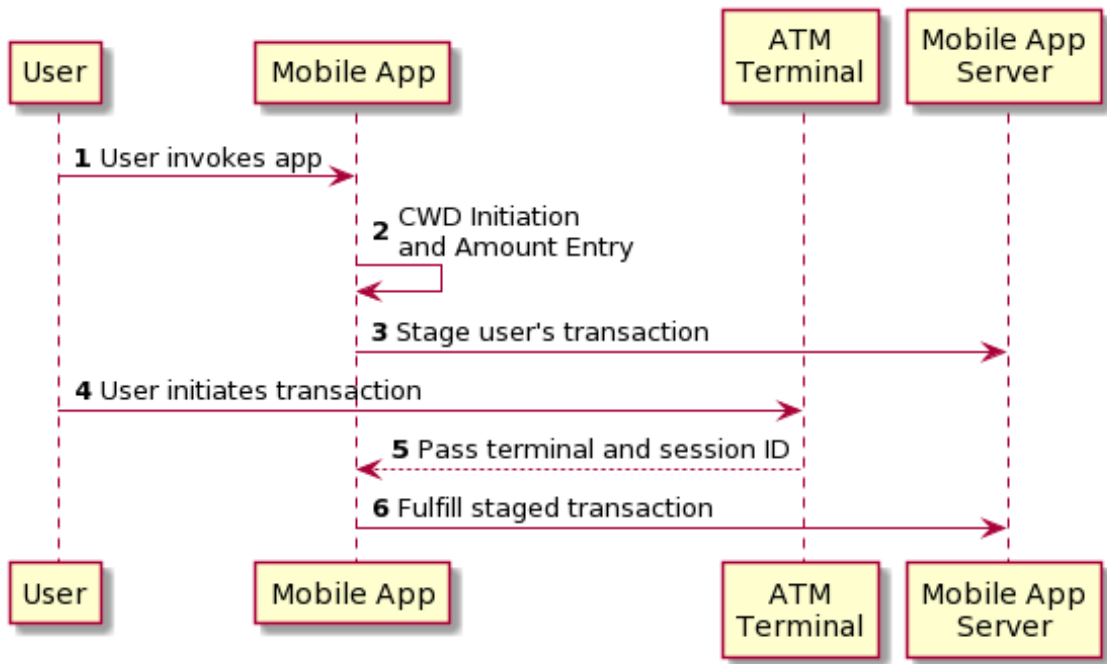 User
Mobile App
ATM
Terminal
Mobile App
Server
1 User invokes app
2 CWD Initiation
and Amount Entry
3 Stage user's transaction
4 User initiates transaction
5 Pass terminal and session ID
6 Fulfill staged transaction
User
Mobile App
ATM
Terminal
Mobile App
Server